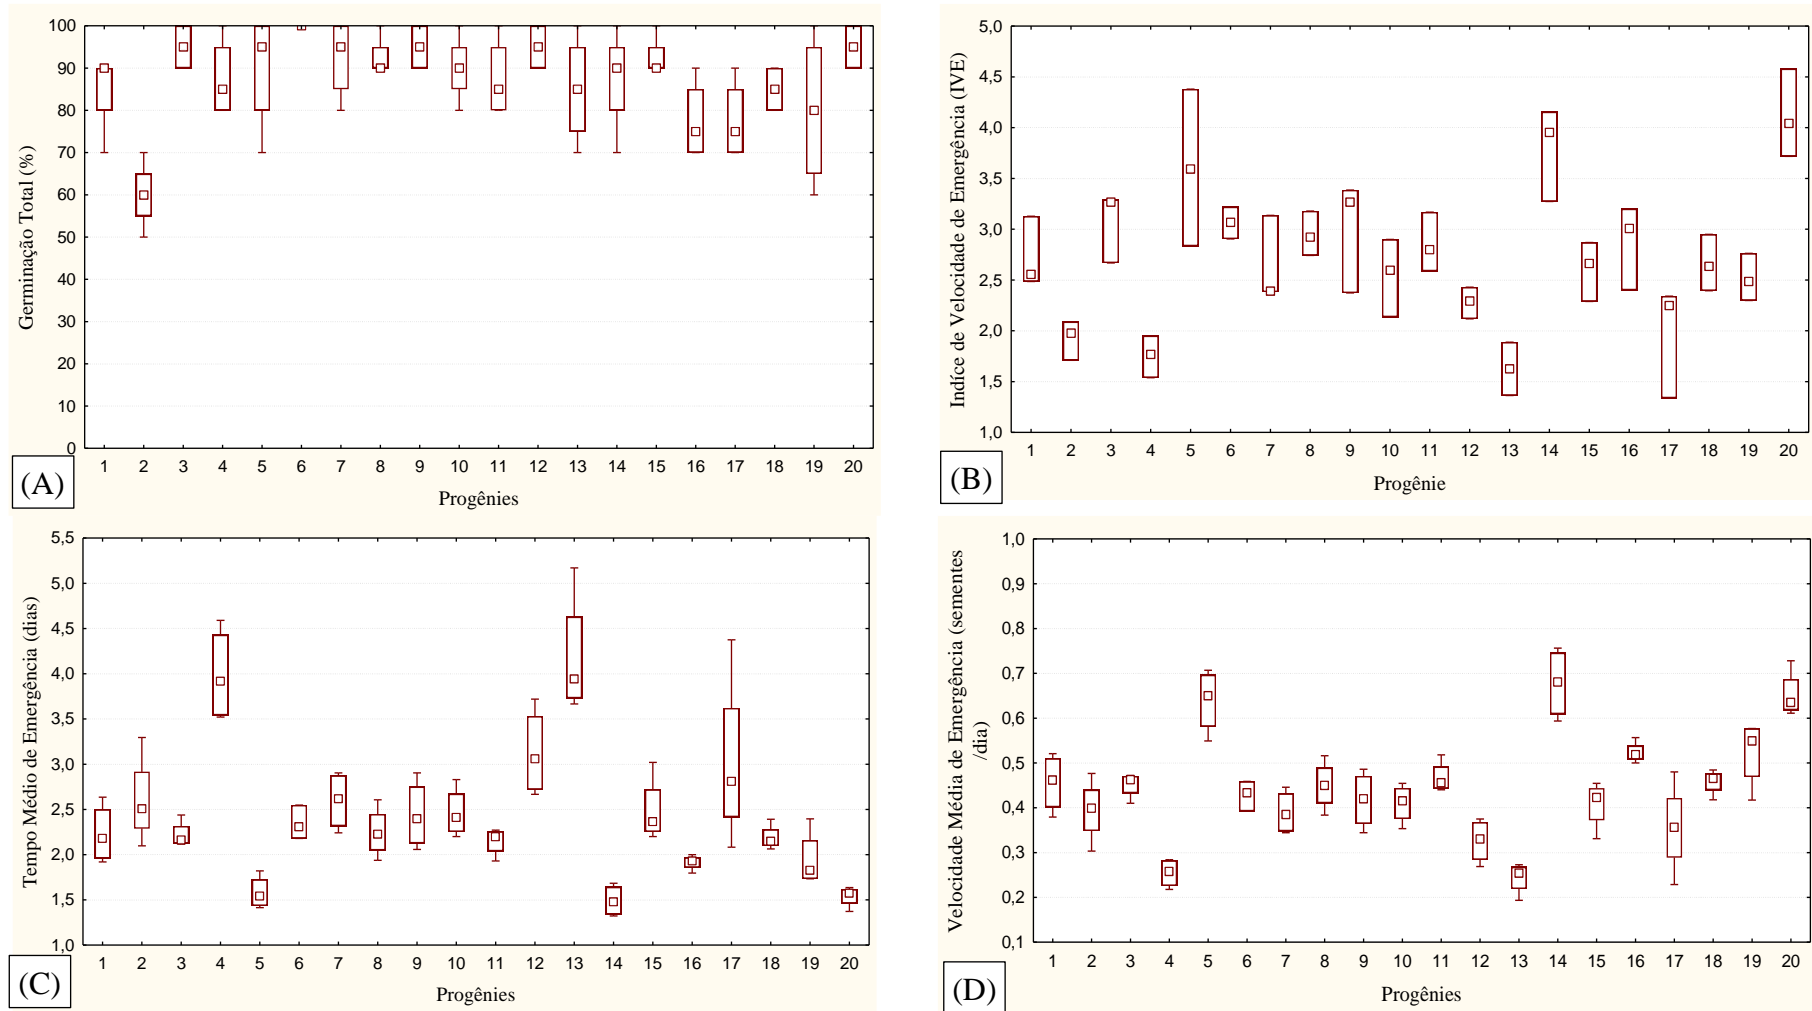 Germinação Total (%)
100
90
80
70
60
50
40
30
20
10
0
1 2 3 4 5 6 7 8 9 10 11 12 13 14 15 16 17 18 19 20
(A)
Progênies
Indíce de Velocidade de Emergência (IVE)
5,0
4,5
4,0
3,5
3,0
2,5
2,0
1,5
1,0
1 2 3 4 5 6 7 8 9 10 11 12 13 14 15 16 17 18 19 20
(B)
Progênie
Tempo Médio de Emergência (dias)
5,5
5,0
4,5
4,0
3,5
3,0
2,5
2,0
1,5
1,0
1 2 3 4 5 6 7 8 9 10 11 12 13 14 15 16 17 18 19 20
(C)
Progênies
Velocidade Média de Emergência (sementes
/dia)
1,0
0,9
0,8
0,7
0,6
0,5
0,4
0,3
0,2
0,1
1 2 3 4 5 6 7 8 9 10 11 12 13 14 15 16 17 18 19 20
(D)
Progênies